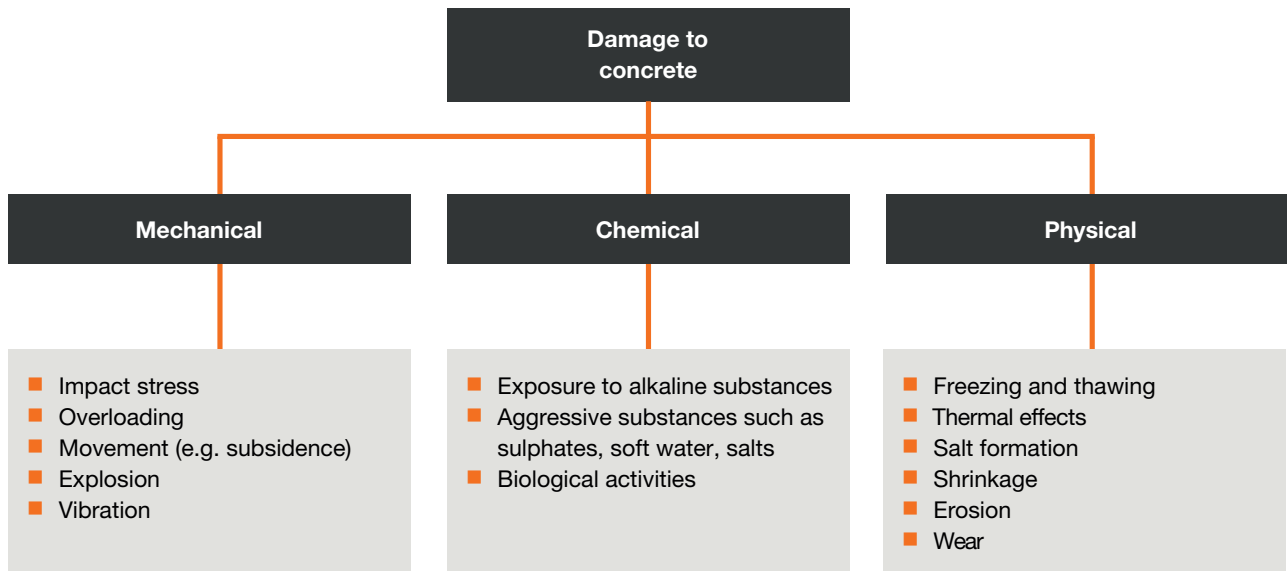 Damage to
concrete
Mechanical
Chemical
Physical
Impact stress
Overloading
Movement (e.g. subsidence)
Explosion
Vibration
Exposure to alkaline substances
Aggressive substances such as
sulphates, soft water, salts
Biological activities
Freezing and thawing
Thermal effects
Salt formation
Shrinkage
Erosion
Wear